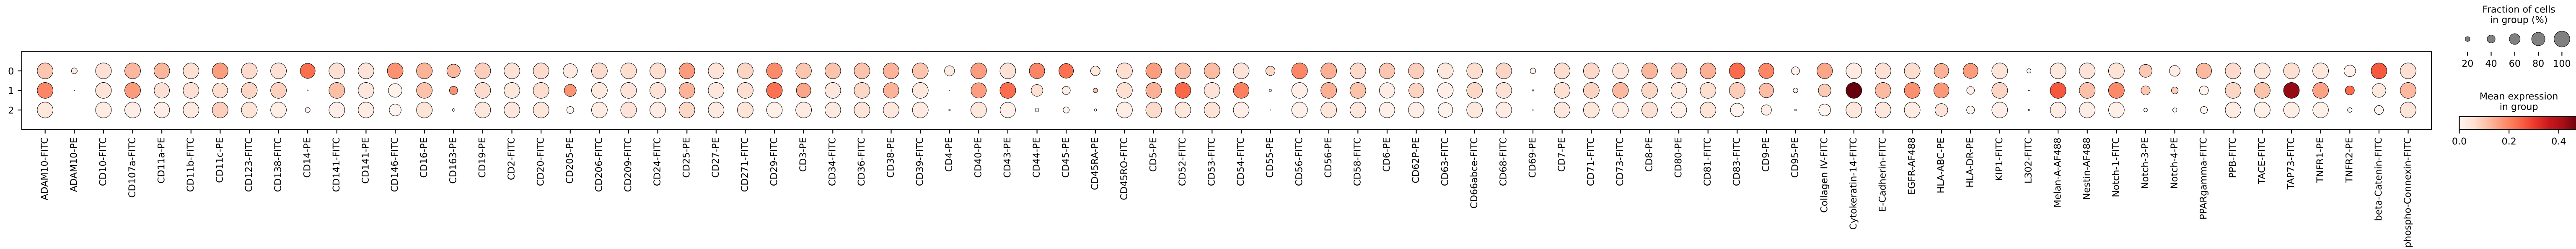 Fraction of cells
in group (%)
20 40 60 80 100
Mean expression
in group
0.0 0.2 0.4
0
1
2
ADAM10-FITC
ADAM10-PE
CD10-FITC
CD107a-FITC
CD11a-PE
CD11b-FITC
CD11c-PE
CD123-FITC
CD138-FITC
CD14-PE
CD141-FITC
CD141-PE
CD146-FITC
CD16-PE
CD163-PE
CD19-PE
CD2-FITC
CD20-FITC
CD205-PE
CD206-FITC
CD209-FITC
CD24-FITC
CD25-PE
CD27-PE
CD271-FITC
CD29-FITC
CD3-PE
CD34-FITC
CD36-FITC
CD38-PE
CD39-FITC
CD4-PE
CD40-PE
CD43-PE
CD44-PE
CD45-PE
CD45RA-PE
CD45RO-FITC
CD5-PE
CD52-FITC
CD53-FITC
CD54-FITC
CD55-PE
CD56-FITC
CD56-PE
CD58-FITC
CD6-PE
CD62P-PE
CD63-FITC
CD66abce-FITC
CD68-FITC
CD69-PE
CD7-PE
CD71-FITC
CD73-FITC
CD8-PE
CD80-PE
CD81-FITC
CD83-FITC
CD9-PE
CD95-PE
Collagen IV-FITC
Cytokeratin-14-FITC
E-Cadherin-FITC
EGFR-AF488
HLA-ABC-PE
HLA-DR-PE
KIP1-FITC
L302-FITC
Melan-A-AF488
Nestin-AF488
Notch-1-FITC
Notch-3-PE
Notch-4-PE
PPARgamma-FITC
PPB-FITC
TACE-FITC
TAP73-FITC
TNFR1-PE
TNFR2-PE
beta-Catenin-FITC
phospho-Connexin-FITC